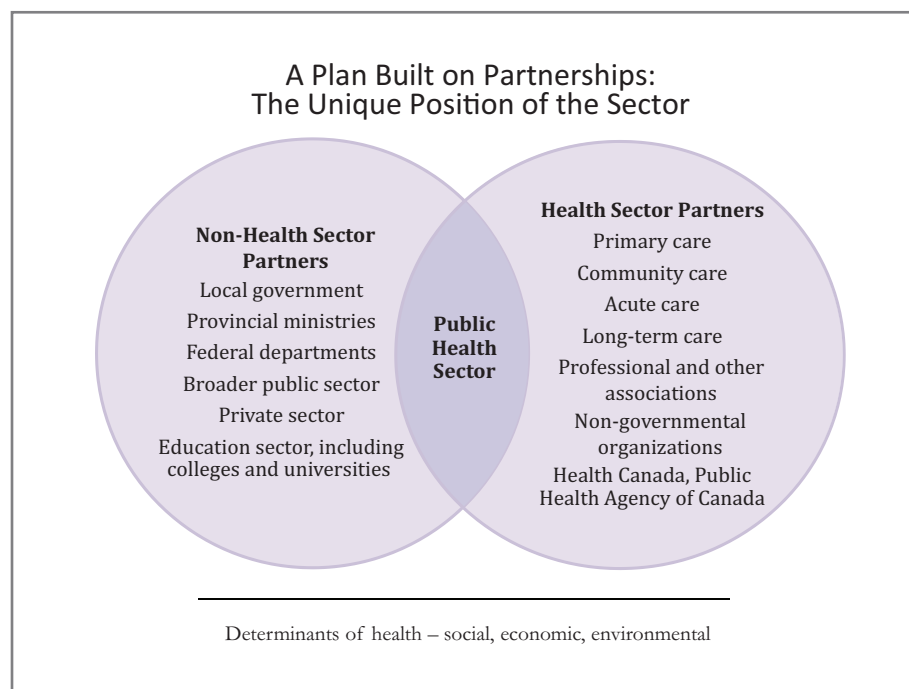 A Plan Built on Partnerships:
The Unique Position of the Sector
Non-Health Sector
Partners
Local government
Provincial ministries
Federal departments
Broader public sector
Private sector
Education sector, including
colleges and universities
Public
Health
Sector
Health Sector Partners
Primary care
Community care
Acute care
Long-term care
Professional and other
associations
Non-governmental
organizations
Health Canada, Public
Health Agency of Canada
Determinants of health – social, economic, environmental